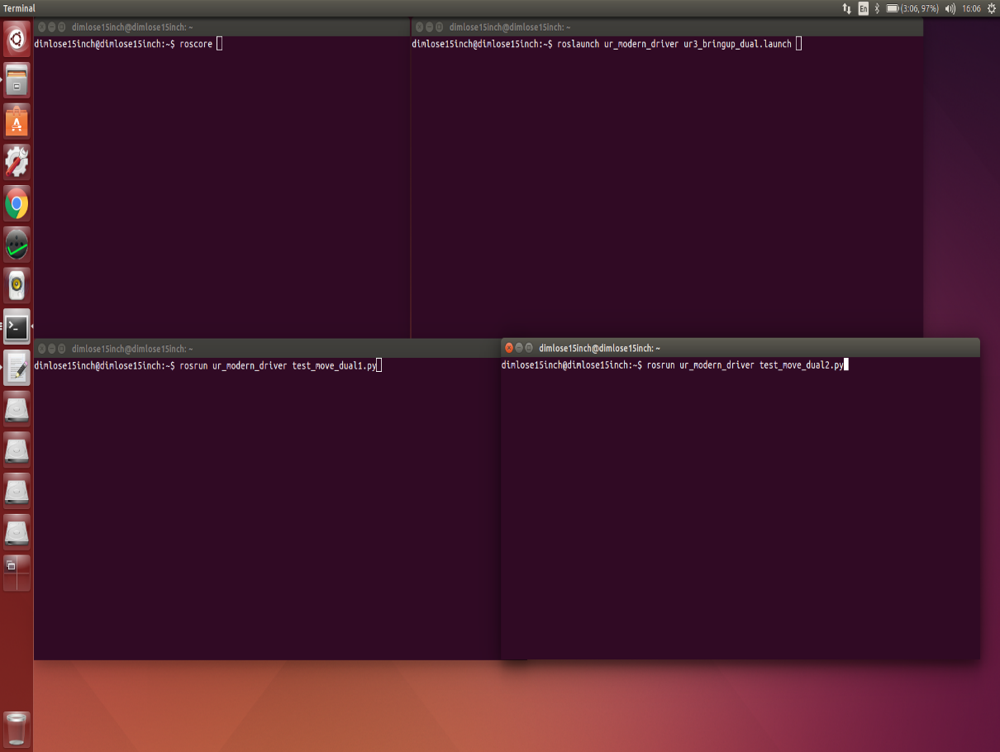 Terminal
En
(3:06, 97%)
16:06
dimlose15inch@dimlose15inch: ~
dimlose15inch@dimlose15inch:~$ roscore
dimlose15inch@dimlose15inch: ~
dimlose15inch@dimlose15inch:~$ roslaunch ur_modern_driver ur3_bringup_dual.launch
dimlose15inch@dimlose15inch: ~
dimlose15inch@dimlose15inch:~$ rosrun ur_modern_driver test_move_dual1.py
dimlose15inch@dimlose15inch: ~
dimlose15inch@dimlose15inch:~$ rosrun ur_modern_driver test_move_dual2.py